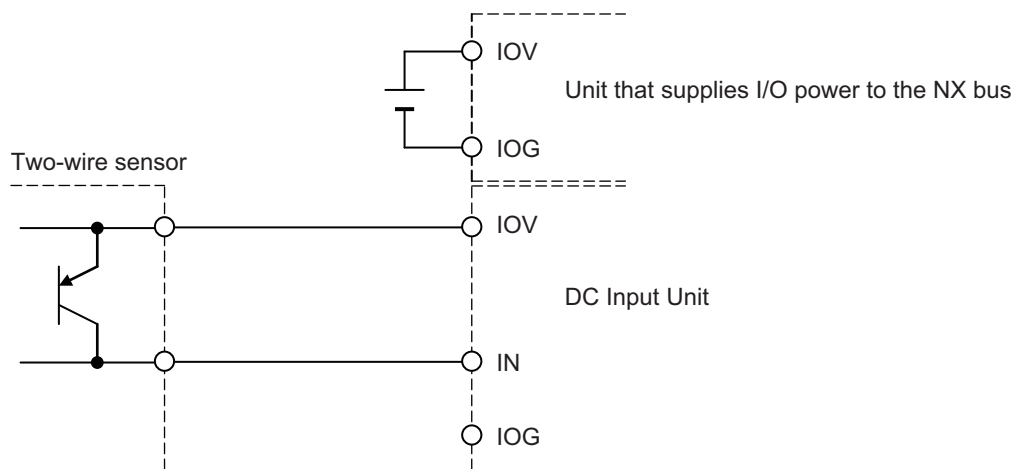 IOV
Unit that supplies I/O power to the NX bus
IOG
Two-wire sensor
IOV
DC Input Unit
IN
IOG